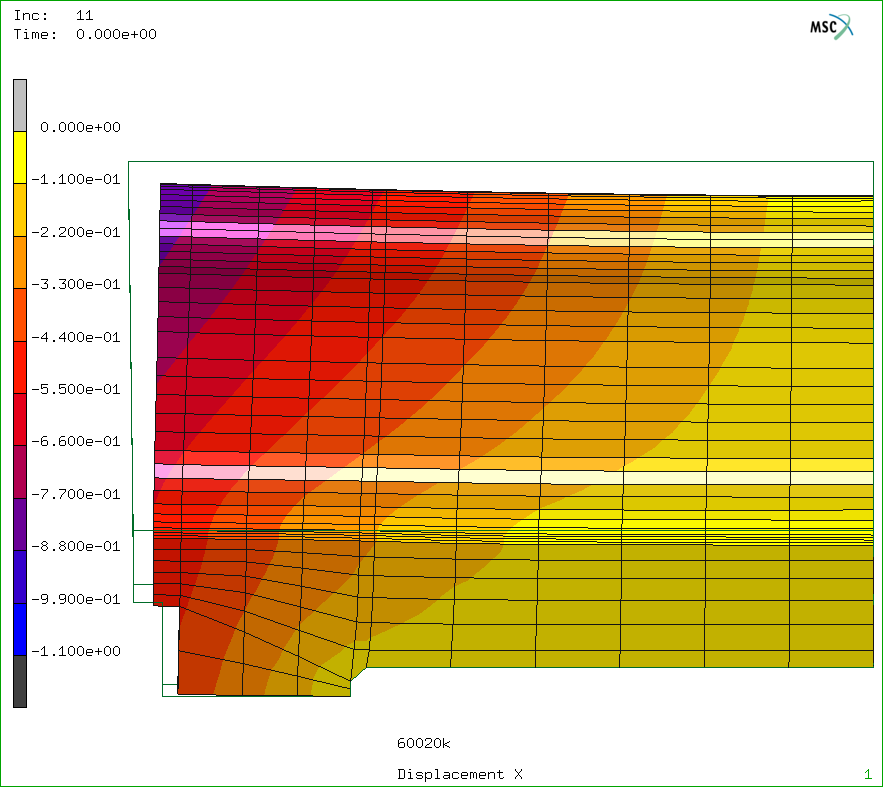 Inc: 11
Time: 0.000e+00
MSC X
0.000e+00
-1.100e-01
-2.200e-01
-3.300e-01
-4.400e-01
-5.500e-01
-6.600e-01
-7.700e-01
-8.800e-01
-9.900e-01
-1.100e+00
60020k
Displacement X
1